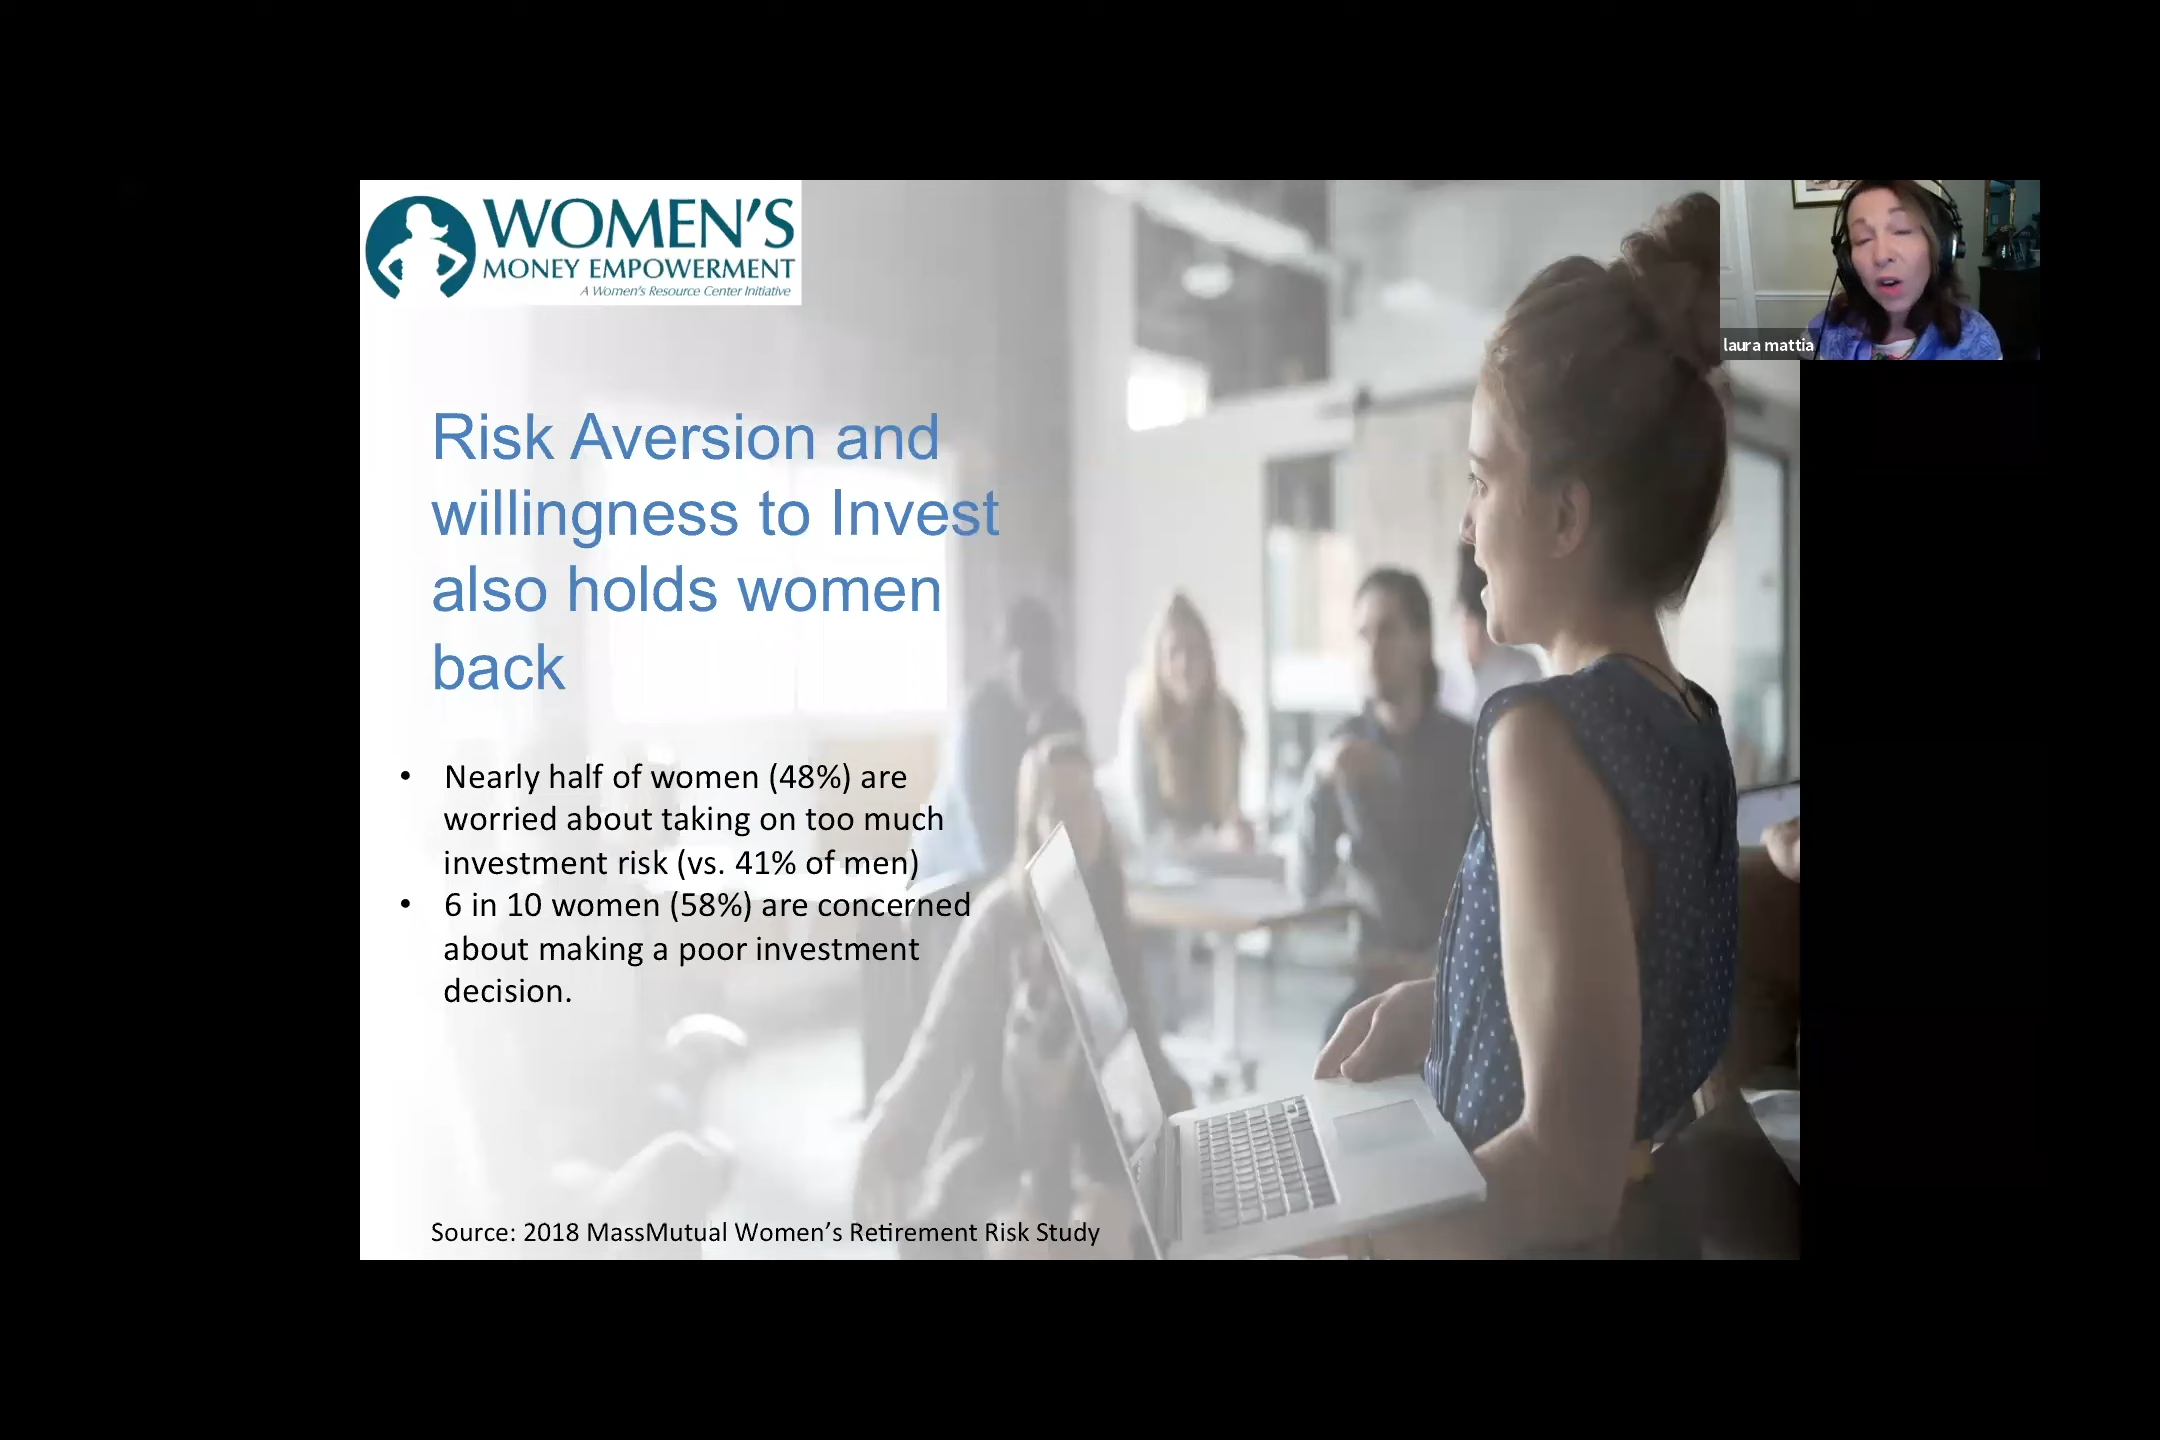 WOMEN'S
MONEY EMPOWERMENT
A Women's Resource Center Initiative
laura mattia
Risk Aversion and
willingness to Invest
also holds women
back
• Nearly half of women (48%) are
worried about taking on too much
investment risk (vs. 41% of men)
• 6 in 10 women (58%) are concerned
about making a poor investment
decision.
Source: 2018 MassMutual Women’s Retirement Risk Study